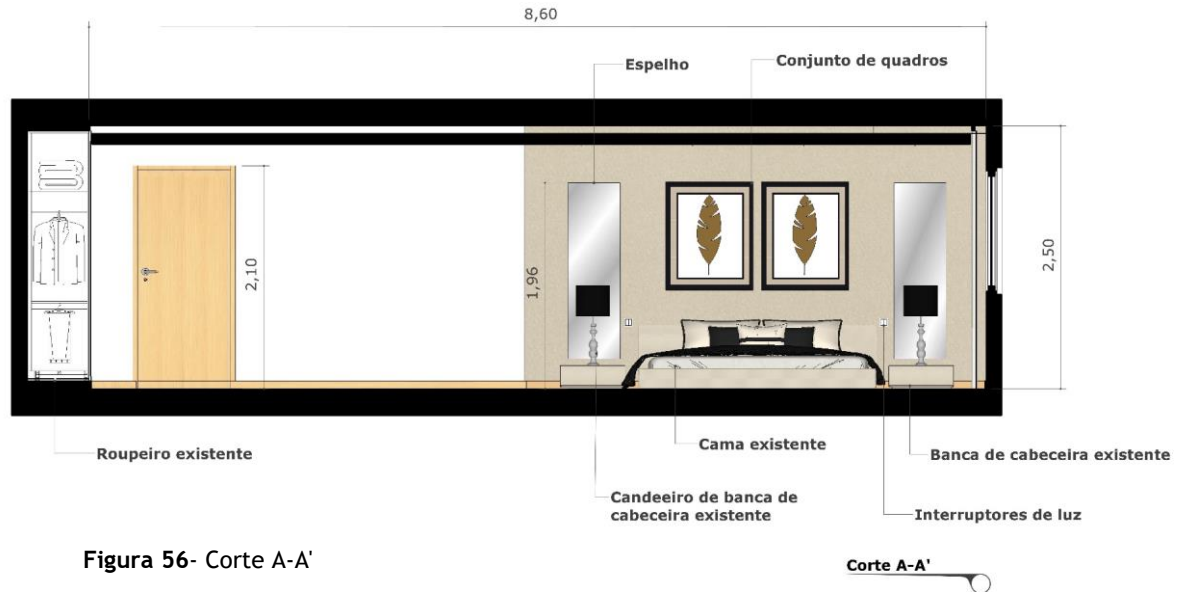 8,60
Espelho
Conjunto de quadros
2,10
1,96
2,50
Roupeiro existente
Cama existente
Banca de cabeceira existente
Candeeiro de banca de
cabeceira existente
Interruptores de luz
Figura 56- Corte A-A'
Corte A-A'